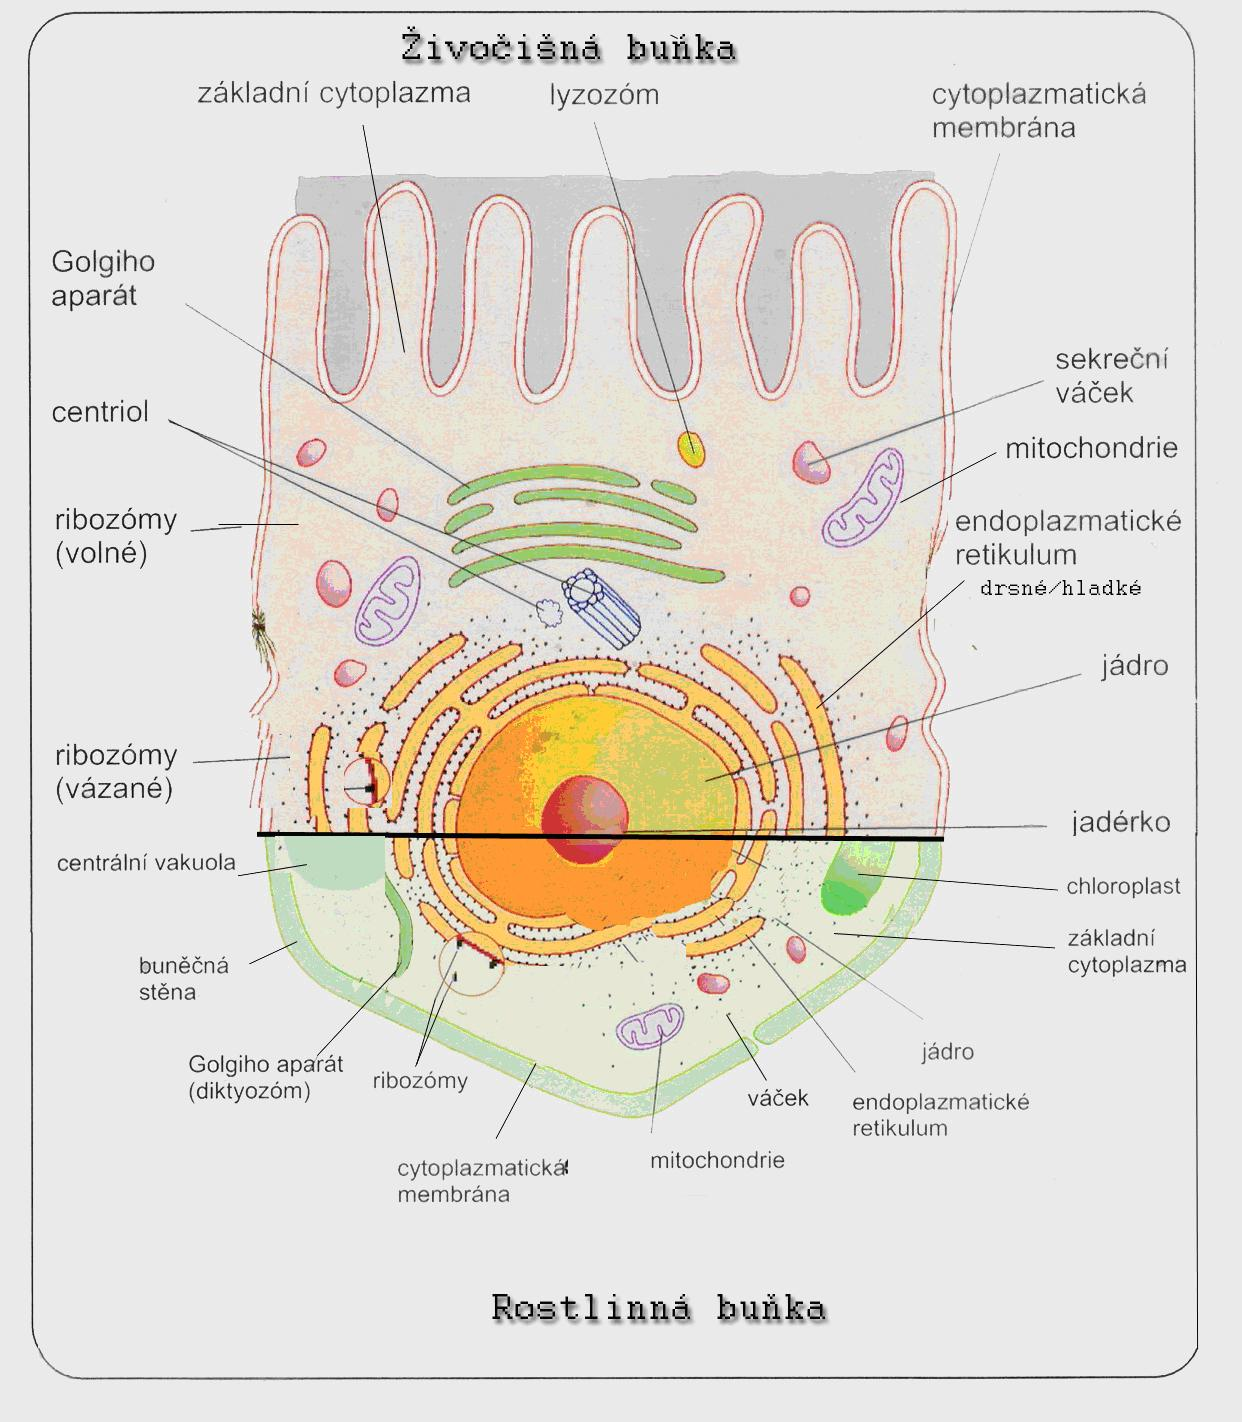 Živočišná buňka
základní cytoplazma
lyzozóm
cytoplazmatická
membrána
Golgiho
aparát
sekreční
váček
centriol
mitochondrie
ribozómy
(volné)
endoplazmatické
retikulum
drsné/hladké
jádro
ribozómy
(vázané)
jadérko
centrální vakuola
chloroplast
základní
cytoplazma
buněčná
stěna
Golgiho aparát
(diktyozóm)
ribozómy
jádro
váček
endoplazmatické
retikulum
cytoplazmatická
membrána
mitochondrie
Rostlinná buňka